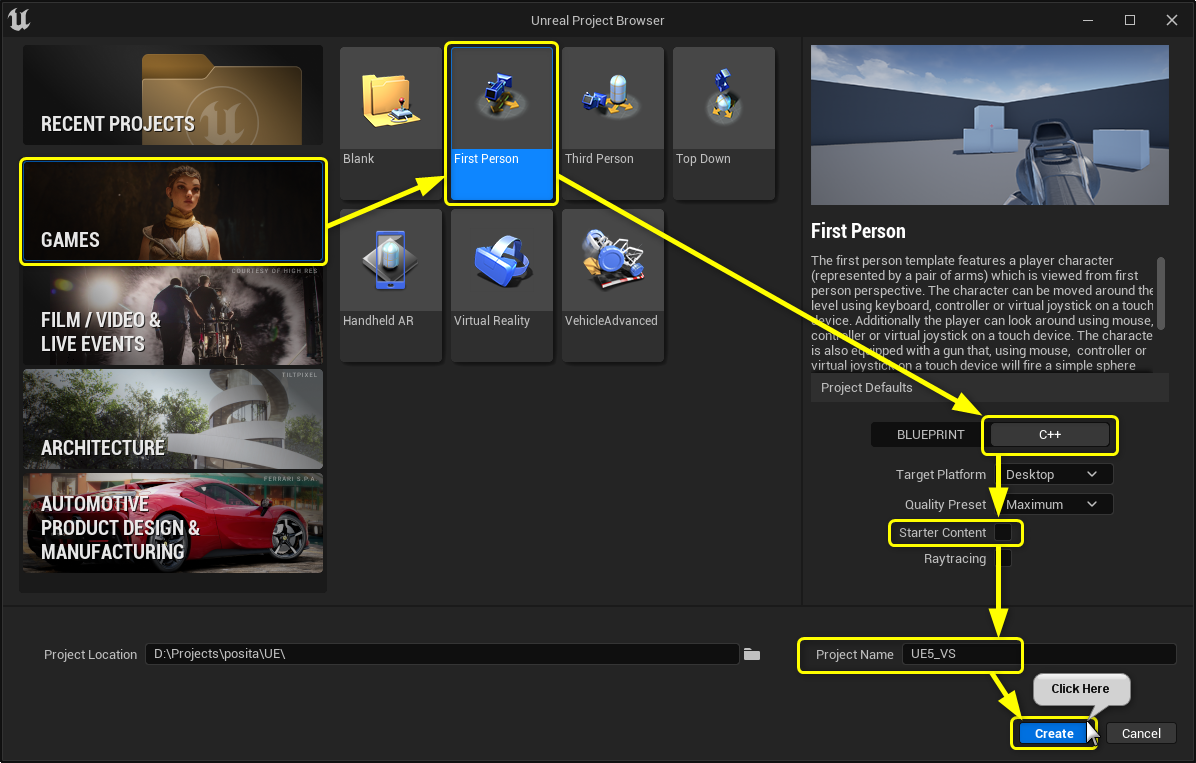 Unreal Project Browser
RECENT PROJECTS
GAMES
COURTESY OF HIGH RES
FILM / VIDEO &
LIVE EVENTS
TILTPIXEL
ARCHITECTURE
FERRARI S.P.A.
AUTOMOTIVE
PRODUCT DESIGN &
MANUFACTURING
Blank
First Person
Third Person
Top Down
Handheld AR
Virtual Reality
VehicleAdvanced
First Person
The first person template features a player character
(represented by a pair of arms) which is viewed from first
person perspective. The character can be moved around the
level using keyboard, controller or virtual joystick on a touch
device. Additionally the player can look around using mouse,
controller or virtual joystick on a touch device. The characte
is also equipped with a gun that, using mouse, controller or
virtual joystick on a touch device will fire a simple sphere
Project Defaults
BLUEPRINT
C++
Target Platform Desktop
Quality Preset Maximum
Starter Content
Raytracing
Project Location D:\Projects\posita\UE\
Project Name UE5_VS
Click Here
Create
Cancel